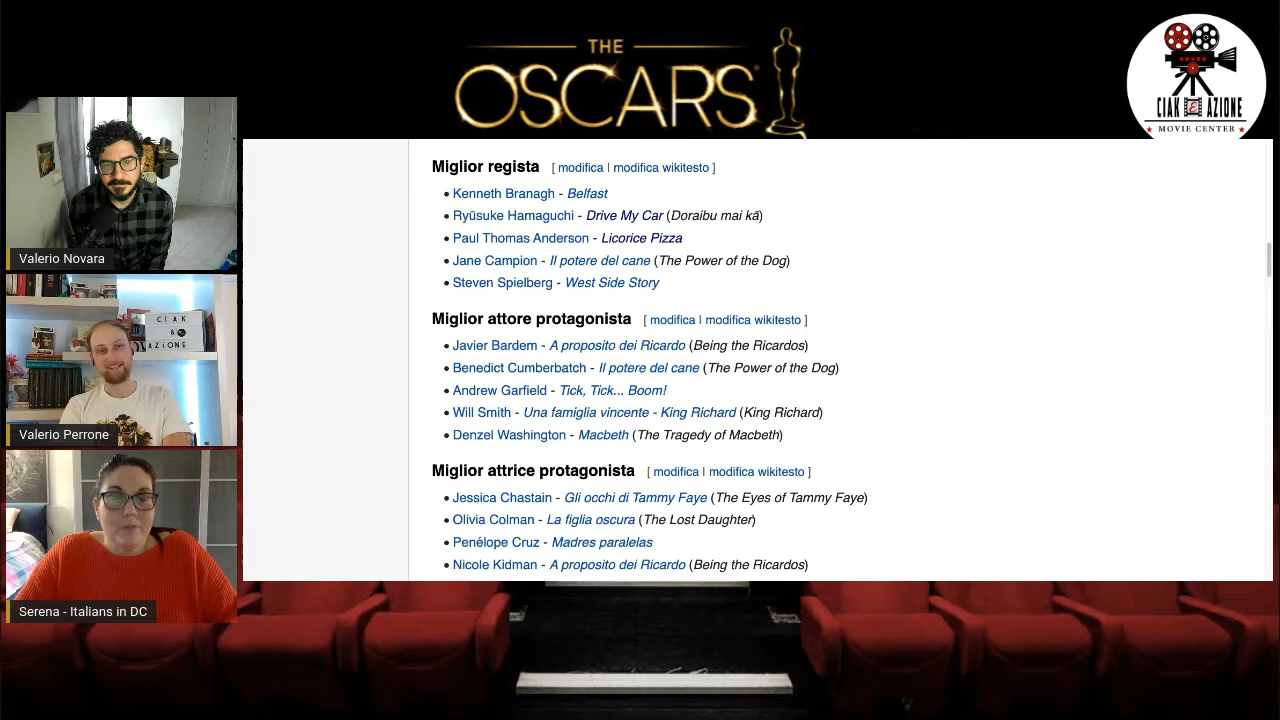 THE
OSCARS
CIAK E AZIONE
MOVIE CENTER
Valerio Novara
CIAK
&
AZIONE
Valerio Perrone
Serena - Italians in DC
Miglior regista [ modifica | modifica wikitesto ]
• Kenneth Branagh - Belfast
• Ryūsuke Hamaguchi - Drive My Car (Doraibu mai kā)
• Paul Thomas Anderson - Licorice Pizza
• Jane Campion - Il potere del cane (The Power of the Dog)
• Steven Spielberg - West Side Story
Miglior attore protagonista [ modifica | modifica wikitesto ]
• Javier Bardem - A proposito dei Ricardo (Being the Ricardos)
• Benedict Cumberbatch - Il potere del cane (The Power of the Dog)
• Andrew Garfield - Tick, Tick... Boom!
• Will Smith - Una famiglia vincente - King Richard (King Richard)
• Denzel Washington - Macbeth (The Tragedy of Macbeth)
Miglior attrice protagonista [ modifica | modifica wikitesto ]
• Jessica Chastain - Gli occhi di Tammy Faye (The Eyes of Tammy Faye)
• Olivia Colman - La figlia oscura (The Lost Daughter)
• Penélope Cruz - Madres paralelas
• Nicole Kidman - A proposito dei Ricardo (Being the Ricardos)